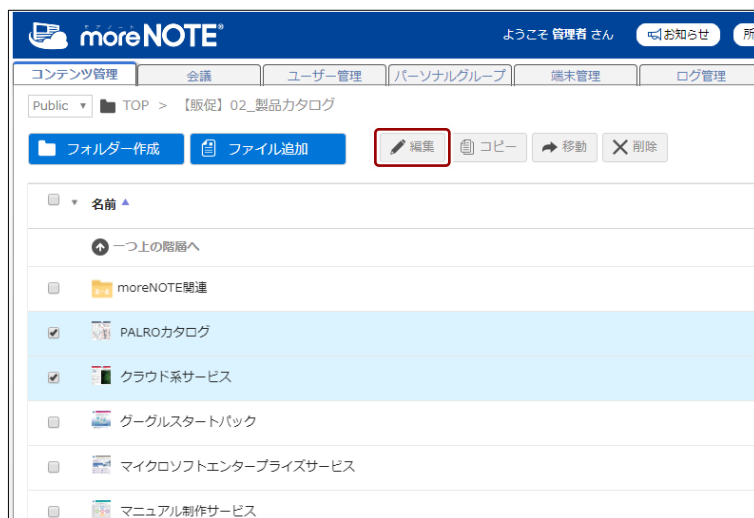 モアノート
moreNOTE®
ようこそ 管理者 さん
お知らせ
所
コンテンツ管理 会議 ユーザー管理 パーソナルグループ 端末管理 ログ管理
Public ▼ TOP > 【販促】02_製品カタログ
フォルダー作成 ファイル追加 編集 コピー 移動 削除
名前
一つ上の階層へ
moreNOTE関連
PALROカタログ
クラウド系サービス
グーグルスタートパック
マイクロソフトエンタープライズサービス
マニュアル制作サービス